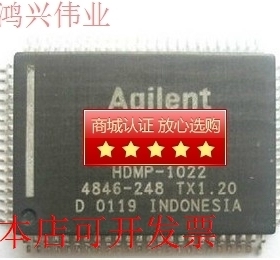 鸿兴伟业
Agilent
商城认证 放心选购
HDMP-1022
4846-248 TX1.20
D 0119 INDONESIA
本店可开发票